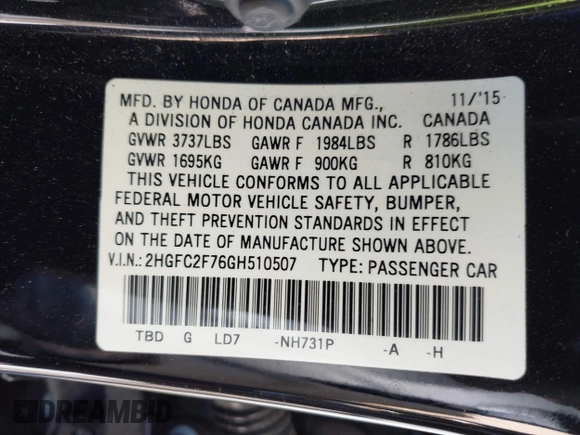 MFD. BY HONDA OF CANADA MFG., 11/'15
A DIVISION OF HONDA CANADA INC. CANADA
GVWR 3737LBS GAWR F 1984LBS R 1786LBS
GVWR 1695KG GAWR F 900KG R 810KG
THIS VEHICLE CONFORMS TO ALL APPLICABLE
FEDERAL MOTOR VEHICLE SAFETY, BUMPER,
AND THEFT PREVENTION STANDARDS IN EFFECT
ON THE DATE OF MANUFACTURE SHOWN ABOVE.
V.I.N.: 2HGFC2F76GH510507 TYPE: PASSENGER CAR
TBD G LD7 -NH731P -A -H
DREAMBID